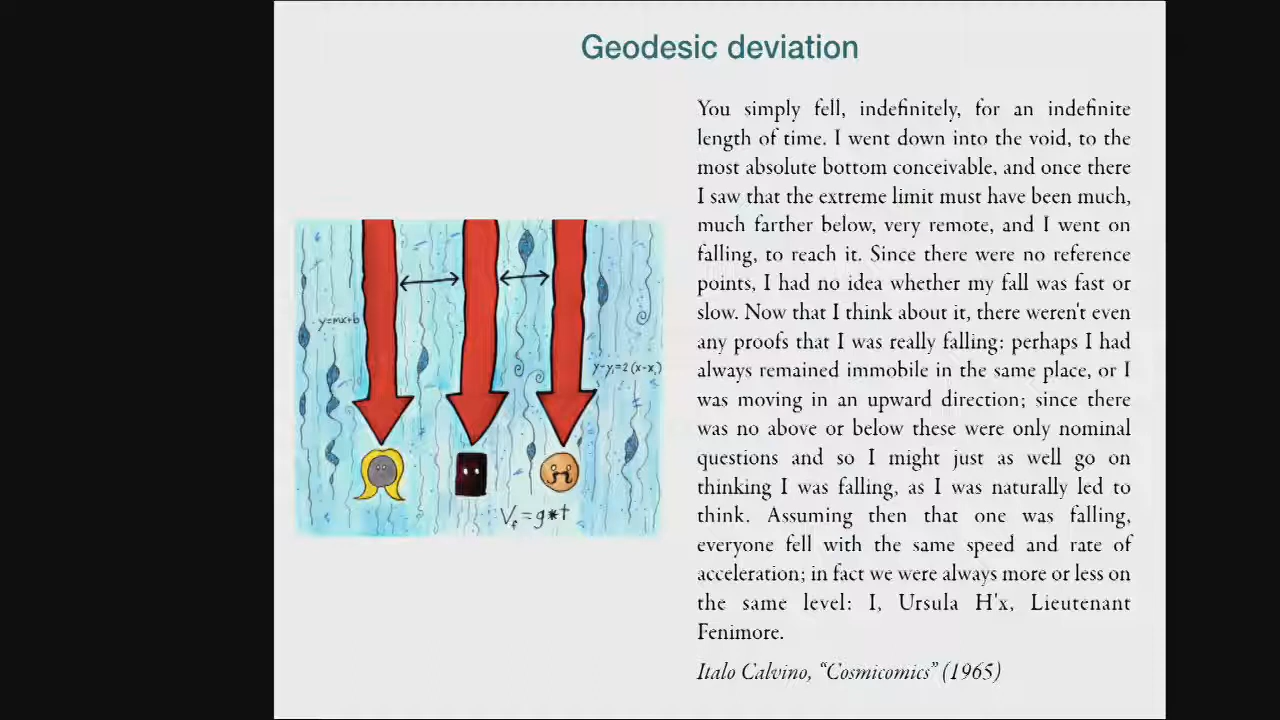 Geodesic deviation
You simply fell, indefinitely, for an indefinite
length of time. I went down into the void, to the
most absolute bottom conceivable, and once there
I saw that the extreme limit must have been much,
much farther below, very remote, and I went on
falling, to reach it. Since there were no reference
points, I had no idea whether my fall was fast or
slow. Now that I think about it, there weren't even
any proofs that I was really falling: perhaps I had
always remained immobile in the same place, or I
was moving in an upward direction; since there
was no above or below these were only nominal
questions and so I might just as well go on
thinking I was falling, as I was naturally led to
think. Assuming then that one was falling,
everyone fell with the same speed and rate of
acceleration; in fact we were always more or less on
the same level: I, Ursula H'x, Lieutenant
Fenimore.
Italo Calvino, “Cosmicomics” (1965)
y=mx+b
y-y₁=2(x-x₁)
V_f=g*t